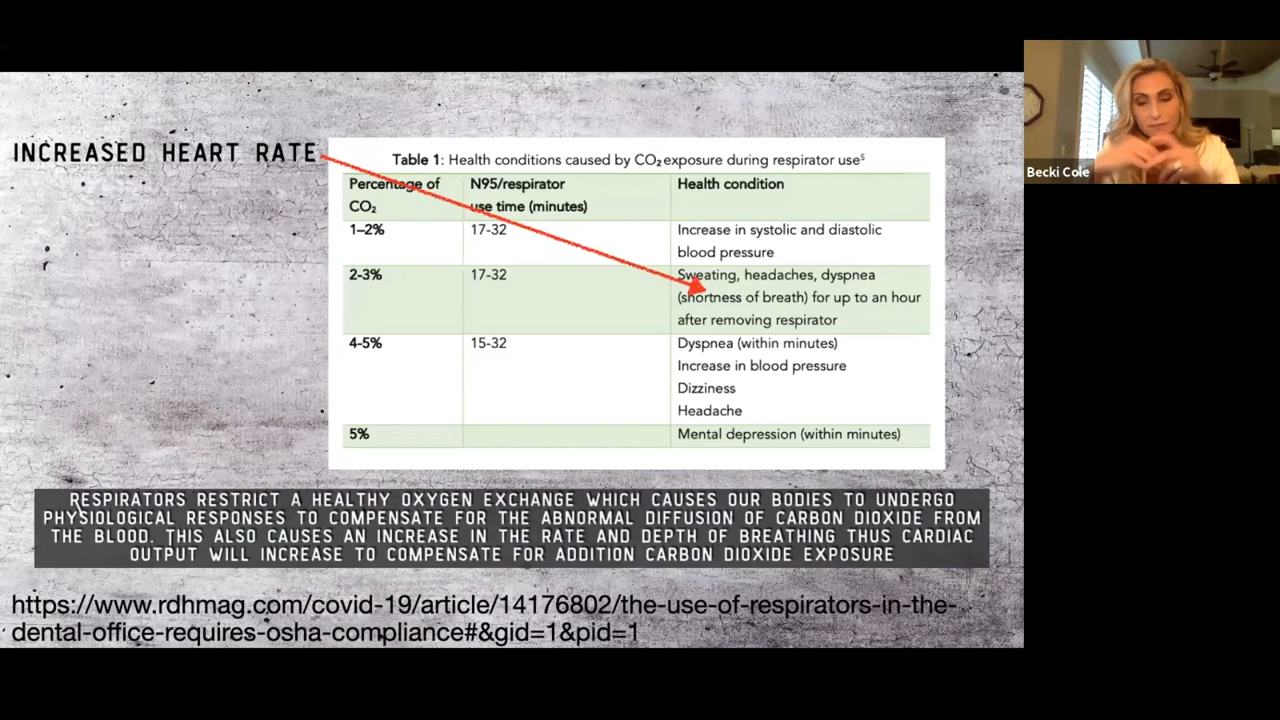 INCREASED HEART RATE
Table 1: Health conditions caused by CO₂ exposure during respirator use⁵
Percentage of CO₂
N95/respirator use time (minutes)
Health condition
1–2%
17-32
Increase in systolic and diastolic
blood pressure
2-3%
17-32
Sweating, headaches, dyspnea
(shortness of breath) for up to an hour
after removing respirator
4-5%
15-32
Dyspnea (within minutes)
Increase in blood pressure
Dizziness
Headache
5%
Mental depression (within minutes)
RESPIRATORS RESTRICT A HEALTHY OXYGEN EXCHANGE WHICH CAUSES OUR BODIES TO UNDERGO
PHYSIOLOGICAL RESPONSES TO COMPENSATE FOR THE ABNORMAL DIFFUSION OF CARBON DIOXIDE FROM
THE BLOOD. THIS ALSO CAUSES AN INCREASE IN THE RATE AND DEPTH OF BREATHING THUS CARDIAC
OUTPUT WILL INCREASE TO COMPENSATE FOR ADDITION CARBON DIOXIDE EXPOSURE
https://www.rdhmag.com/covid-19/article/14176802/the-use-of-respirators-in-the-
dental-office-requires-osha-compliance#&gid=1&pid=1
Becki Cole